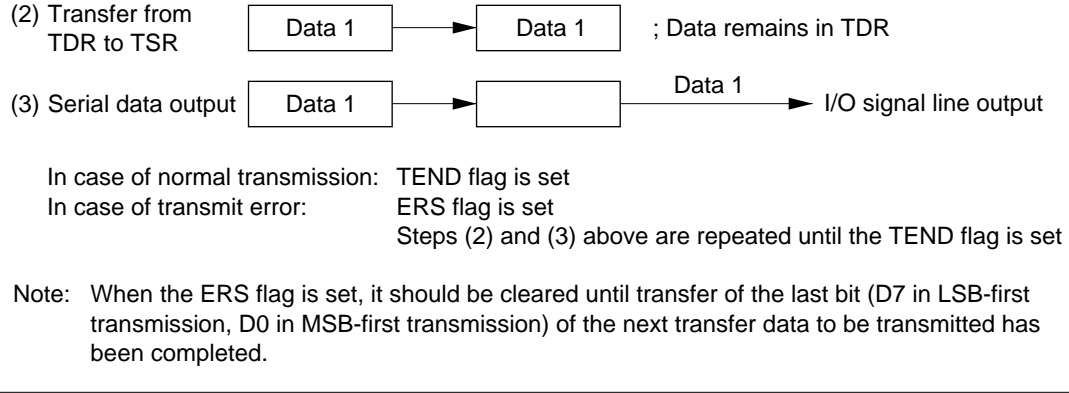 (2) Transfer from TDR to TSR
Data 1
Data 1
; Data remains in TDR
(3) Serial data output
Data 1
Data 1
I/O signal line output
In case of normal transmission: TEND flag is set
In case of transmit error: ERS flag is set
Steps (2) and (3) above are repeated until the TEND flag is set
Note: When the ERS flag is set, it should be cleared until transfer of the last bit (D7 in LSB-first
transmission, D0 in MSB-first transmission) of the next transfer data to be transmitted has
been completed.